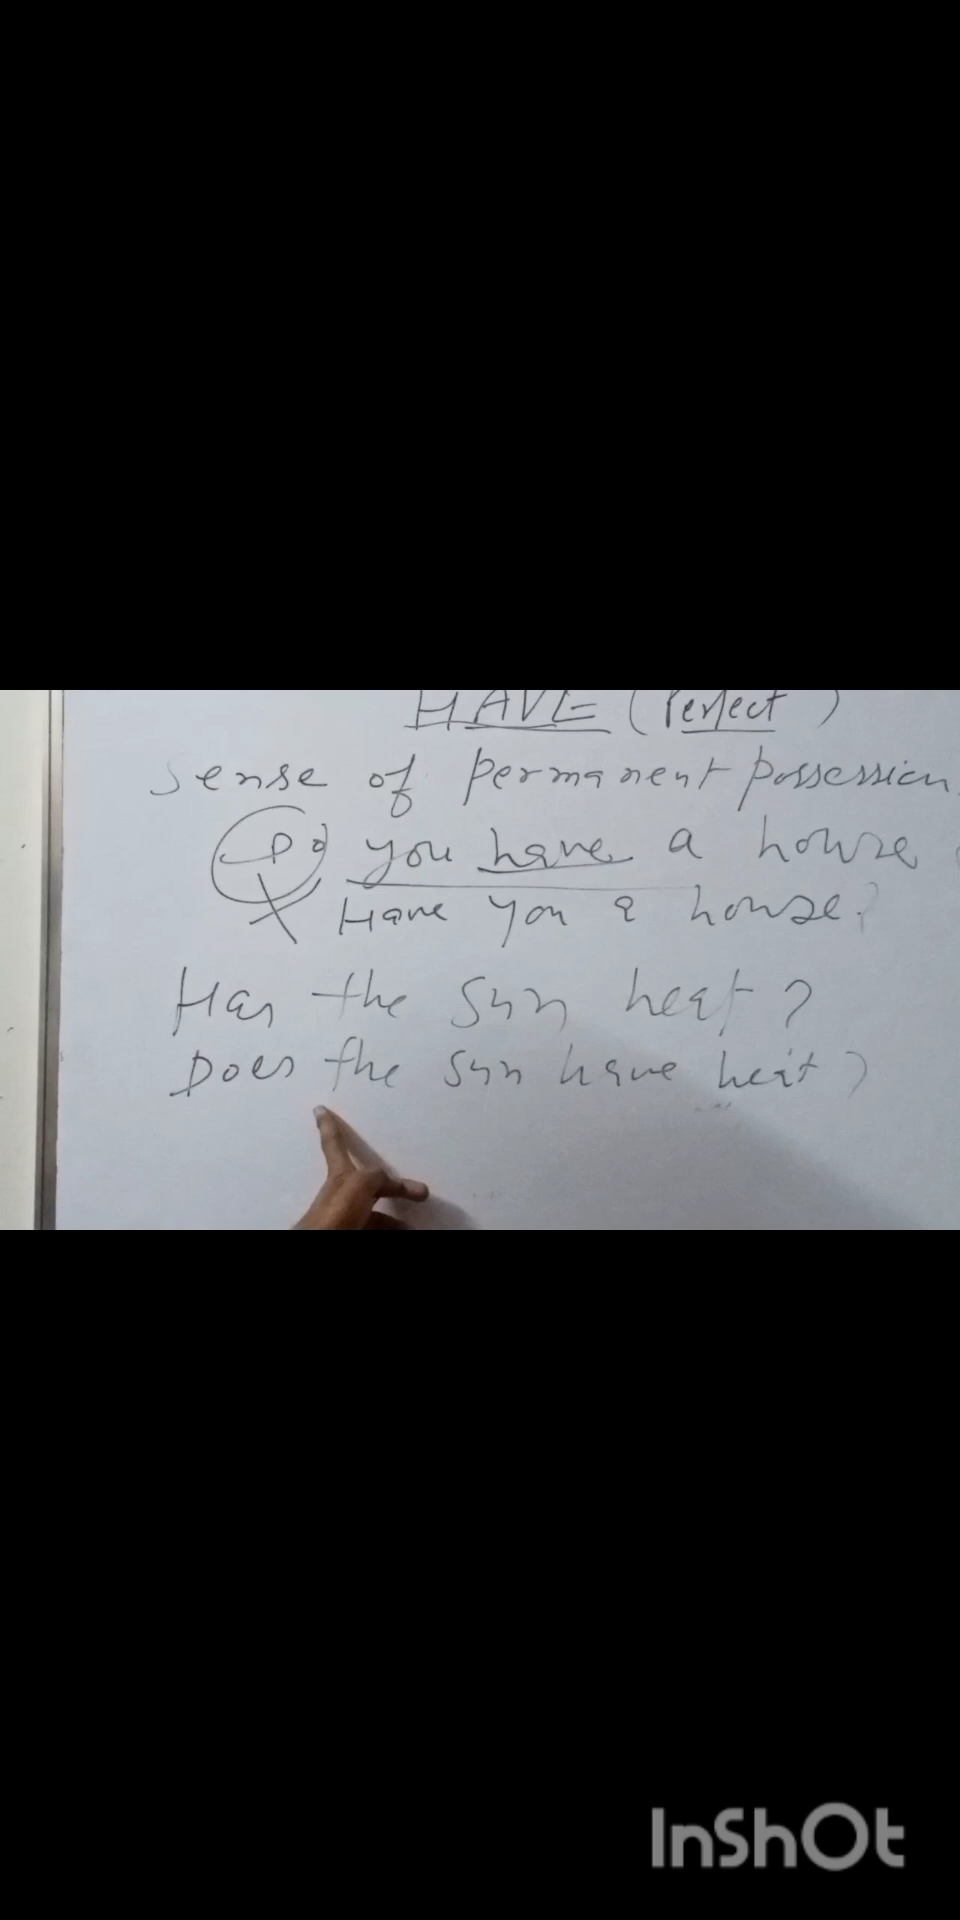 HAVE (Perfect)
Sense of permanent possession
Do you have a house
Have you a house?
Has the sun heat?
Does the sun have heat?
InShOt